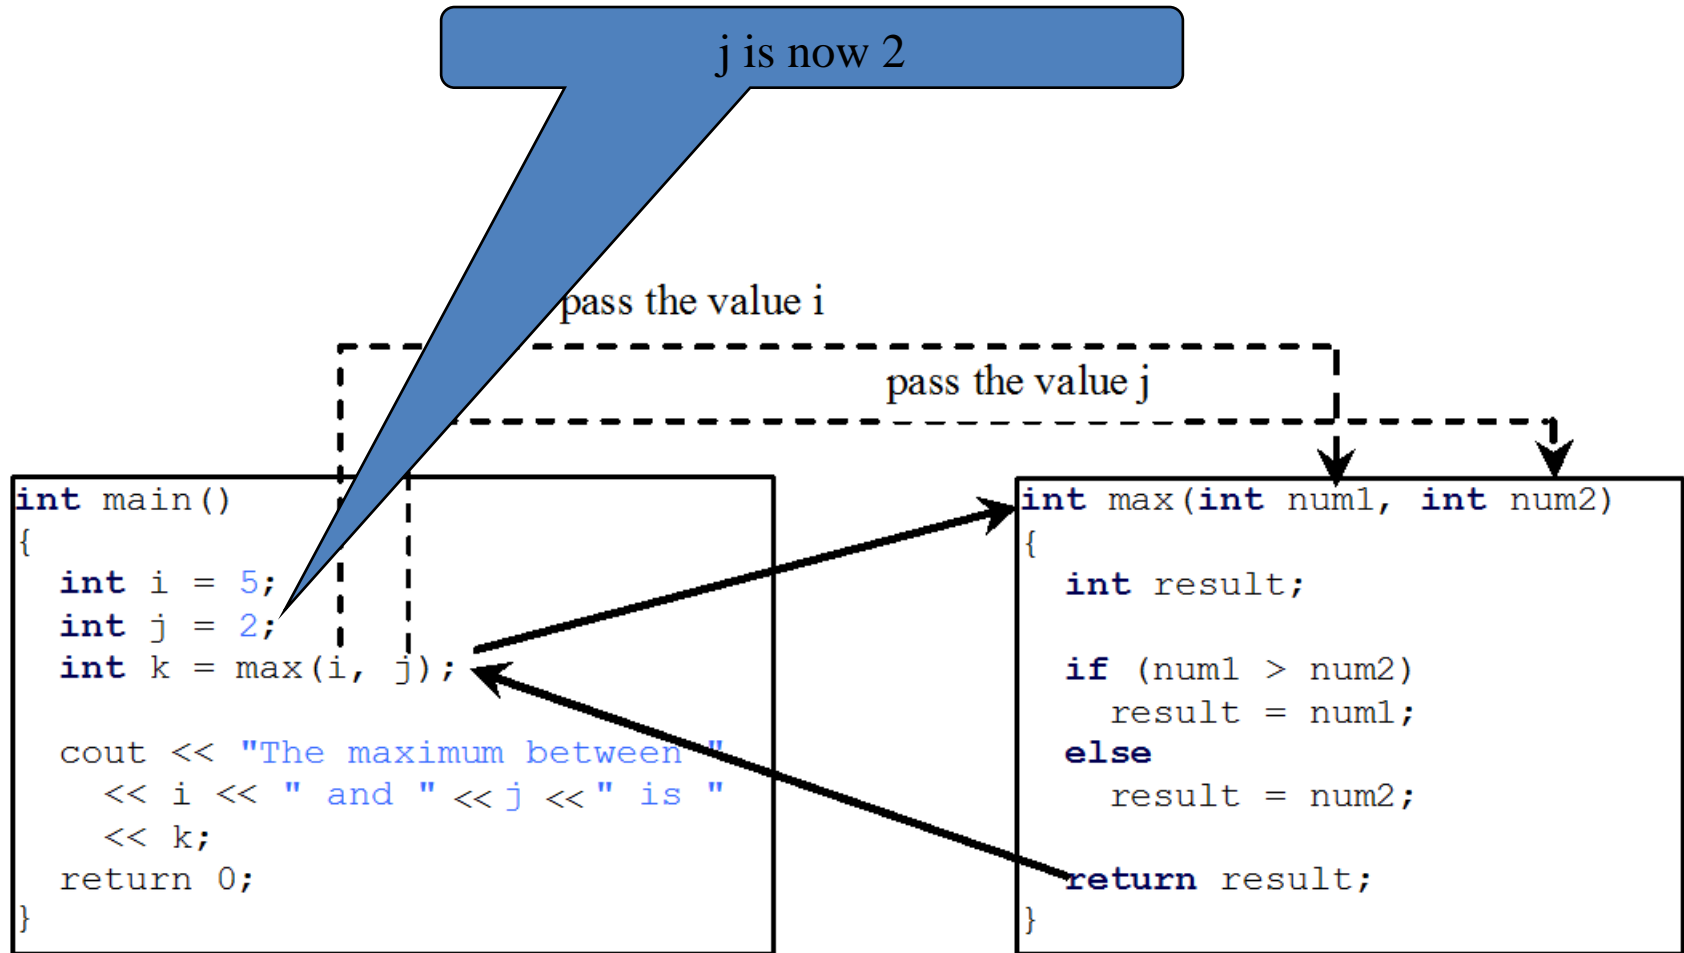 j is now 2
pass the value i
pass the value j
int main()
{
  int i = 5;
  int j = 2;
  int k = max(i, j);

  cout << "The maximum between "
    << i << " and " << j << " is "
    << k;
  return 0;
}
int max(int num1, int num2)
{
  int result;

  if (num1 > num2)
    result = num1;
  else
    result = num2;

  return result;
}